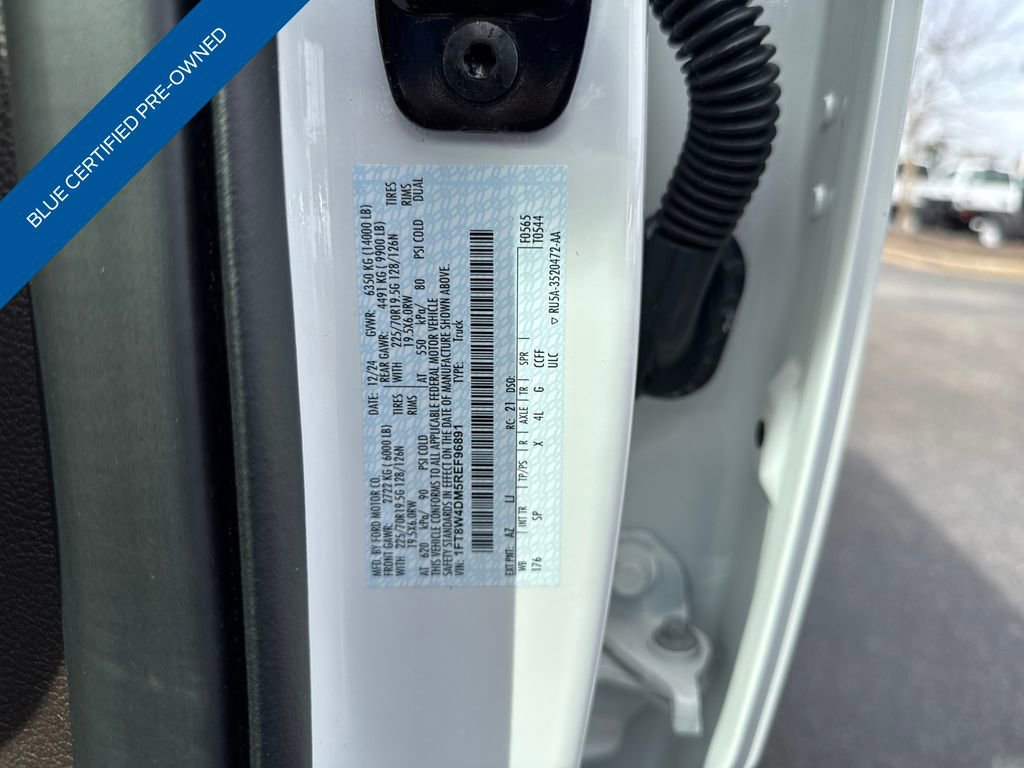 BLUE CERTIFIED PRE-OWNED
MFD. BY FORD MOTOR CO. DATE: 12/24 GVWR: 6350 KG (14000 LB)
FRONT GAWR: 2722 KG (6000 LB) REAR GAWR: 4491 KG (9900 LB)
WITH 225/70R19.5G 128/126N TIRES WITH 225/70R19.5G 128/126N TIRES
19.5X6.0RW RIMS 19.5X6.0RW RIMS
AT 620 kPa/ 90 PSI COLD AT 550 kPa/ 80 PSI COLD DUAL
THIS VEHICLE CONFORMS TO ALL APPLICABLE FEDERAL MOTOR VEHICLE
SAFETY STANDARDS IN EFFECT ON THE DATE OF MANUFACTURE SHOWN ABOVE.
VIN: 1FT8W4DM5REF96891 TYPE: Truck
EXT PNT: AZ LJ RC: 21 DSO: F0565
WB INT TR TP/PS R AXLE TR SPR T0544
176 SP X 4L G CCFF
ULC ▽ RU5A-3520472-AA